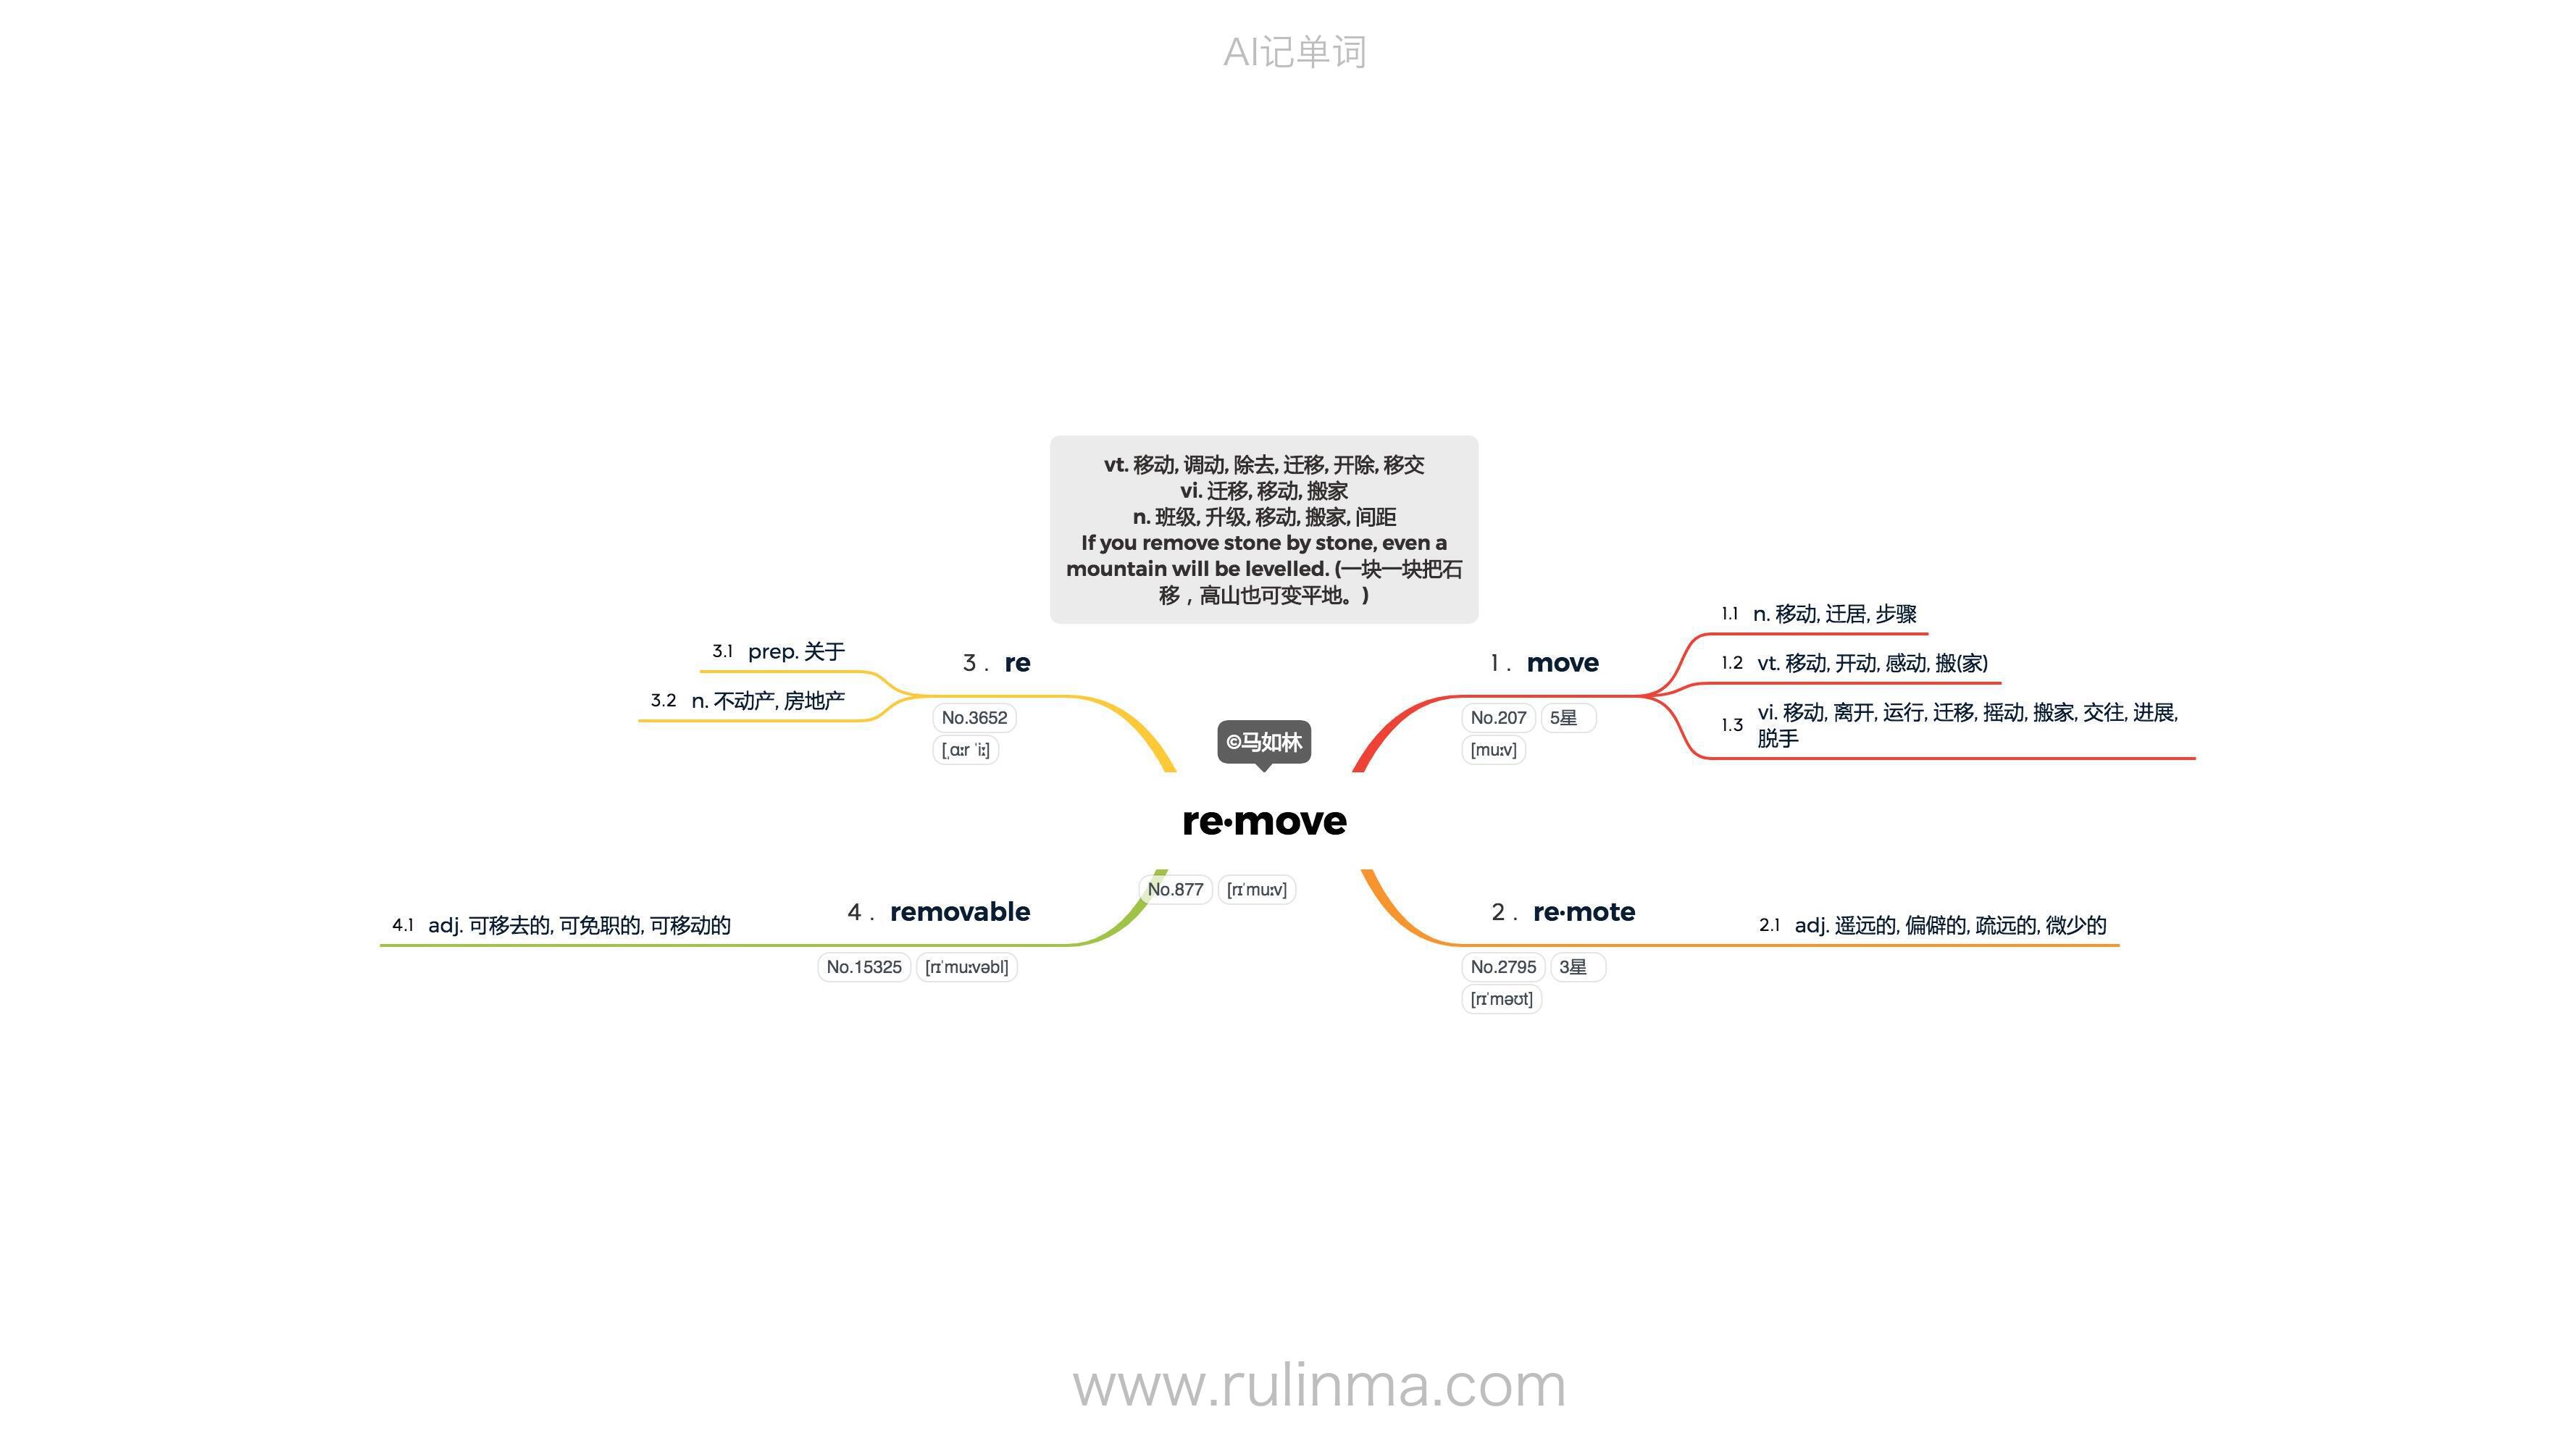 AI记单词
vt. 移动, 调动, 除去, 迁移, 开除, 移交
vi. 迁移, 移动, 搬家
n. 班级, 升级, 移动, 搬家, 间距
If you remove stone by stone, even a
mountain will be levelled. (一块一块把石
移，高山也可变平地。)
©马如林
re·move
No.877 [rɪˈmuːv]
1. move
No.207 5星
[muːv]
1.1 n. 移动, 迁居, 步骤
1.2 vt. 移动, 开动, 感动, 搬(家)
1.3 vi. 移动, 离开, 运行, 迁移, 摇动, 搬家, 交往, 进展,
脱手
2. re·mote
No.2795 3星
[rɪˈməʊt]
2.1 adj. 遥远的, 偏僻的, 疏远的, 微少的
3. re
No.3652
[ˌɑːr ˈiː]
3.1 prep. 关于
3.2 n. 不动产, 房地产
4. removable
No.15325 [rɪˈmuːvəbl]
4.1 adj. 可移去的, 可免职的, 可移动的
www.rulinma.com